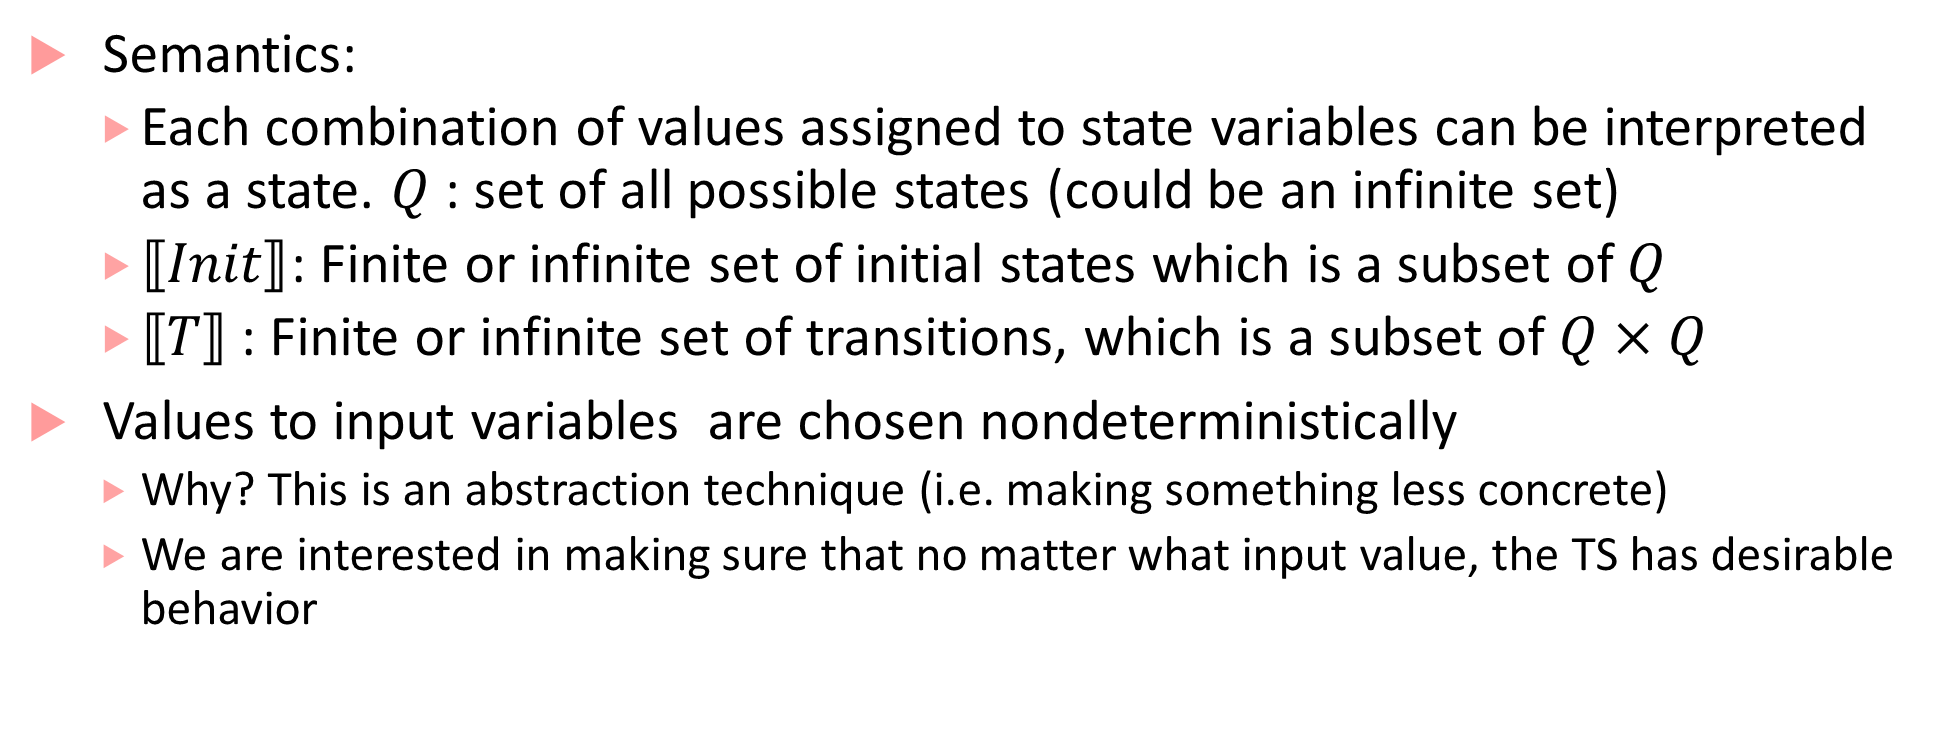 Semantics:
Each combination of values assigned to state variables can be interpreted
as a state. Q : set of all possible states (could be an infinite set)
⟦Init⟧: Finite or infinite set of initial states which is a subset of Q
⟦T⟧ : Finite or infinite set of transitions, which is a subset of Q × Q
Values to input variables  are chosen nondeterministically
Why? This is an abstraction technique (i.e. making something less concrete)
We are interested in making sure that no matter what input value, the TS has desirable
behavior